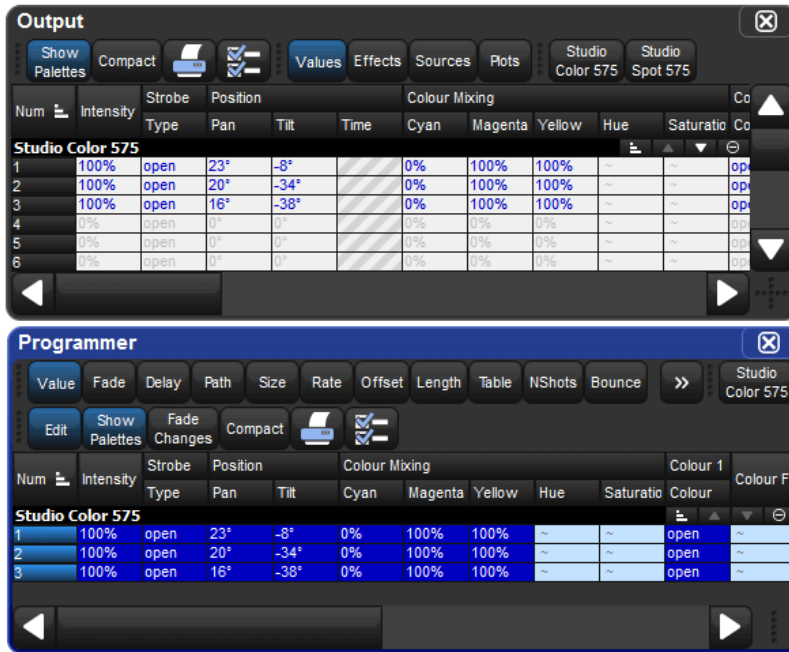 Output
Show Palettes Compact Values Effects Sources Plots Studio Color 575 Studio Spot 575
Num Intensity Strobe Position Colour Mixing Co
Type Pan Tilt Time Cyan Magenta Yellow Hue Saturatio Co
Studio Color 575
1 100% open 23° -8° 0% 100% 100% ~ ~ ope
2 100% open 20° -34° 0% 100% 100% ~ ~ ope
3 100% open 16° -38° 0% 100% 100% ~ ~ ope
4 0% open 0° 0° 0% 0% 0% ~ ~ ope
5 0% open 0° 0° 0% 0% 0% ~ ~ ope
6 0% open 0° 0° 0% 0% 0% ~ ~ ope
Programmer
Value Fade Delay Path Size Rate Offset Length Table NShots Bounce » Studio Color 575
Edit Show Palettes Fade Changes Compact
Num Intensity Strobe Position Colour Mixing Colour 1 Colour F
Type Pan Tilt Cyan Magenta Yellow Hue Saturatio Colour
Studio Color 575
1 100% open 23° -8° 0% 100% 100% ~ ~ open ~
2 100% open 20° -34° 0% 100% 100% ~ ~ open ~
3 100% open 16° -38° 0% 100% 100% ~ ~ open ~